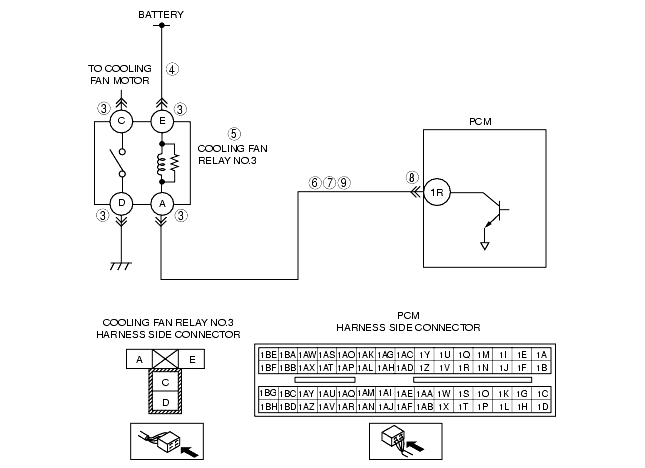 BATTERY
TO COOLING
FAN MOTOR
4
3
3
C
E
5
COOLING FAN
RELAY NO.3
PCM
6 7 9
8
1R
D
A
3
3
COOLING FAN RELAY NO.3
HARNESS SIDE CONNECTOR
A
E
C
D
PCM
HARNESS SIDE CONNECTOR
1BE 1BA 1AW 1AS 1AO 1AK 1AG 1AC 1Y 1U 1Q 1M 1I 1E 1A
1BF 1BB 1AX 1AT 1AP 1AL 1AH 1AD 1Z 1V 1R 1N 1J 1F 1B
1BG 1BC 1AY 1AU 1AQ 1AM 1AI 1AE 1AA 1W 1S 1O 1K 1G 1C
1BH 1BD 1AZ 1AV 1AR 1AN 1AJ 1AF 1AB 1X 1T 1P 1L 1H 1D